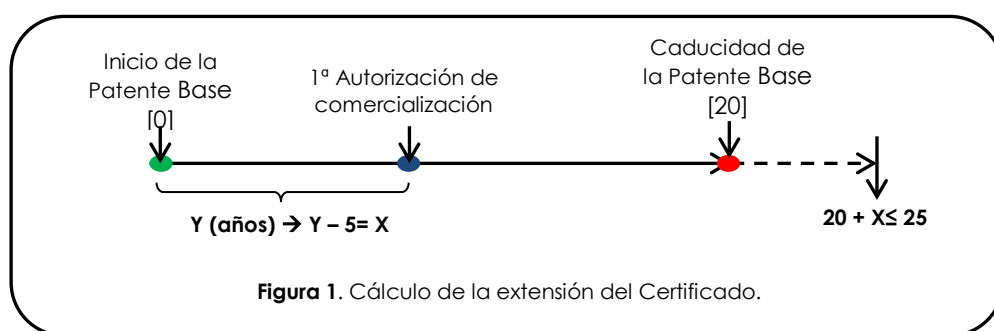 Inicio de la
Patente Base
[0]
1ª Autorización de
comercialización
Caducidad de
la Patente Base
[20]
Y (años) → Y – 5= X
20 + X≤ 25
Figura 1. Cálculo de la extensión del Certificado.